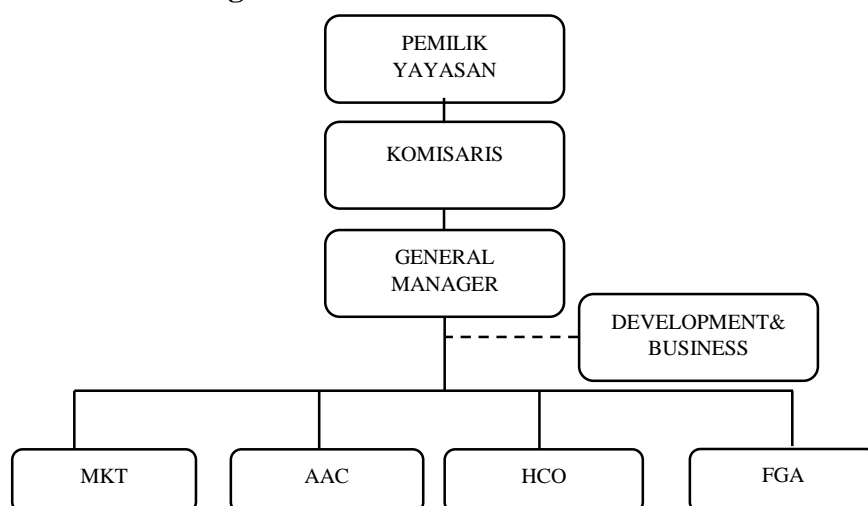 PEMILIK
YAYASAN
KOMISARIS
GENERAL
MANAGER
DEVELOPMENT&
BUSINESS
MKT
AAC
HCO
FGA